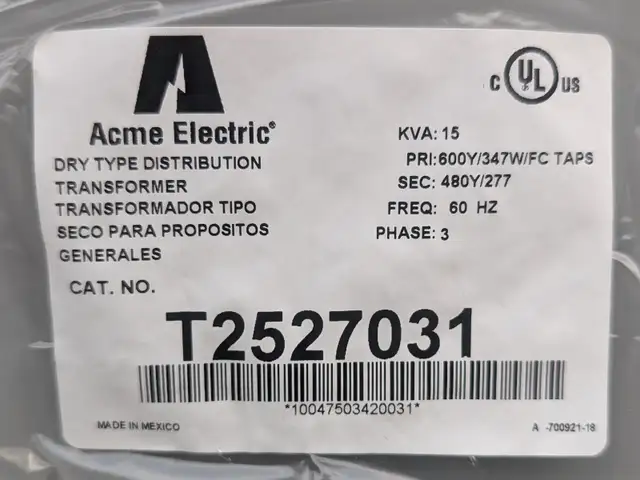 Acme Electric®
DRY TYPE DISTRIBUTION
TRANSFORMER
TRANSFORMADOR TIPO
SECO PARA PROPOSITOS
GENERALES
CAT. NO.
C UL US
KVA: 15
PRI:600Y/347W/FC TAPS
SEC: 480Y/277
FREQ: 60 HZ
PHASE: 3
T2527031
*10047503420031*
MADE IN MEXICO
A -700921-18